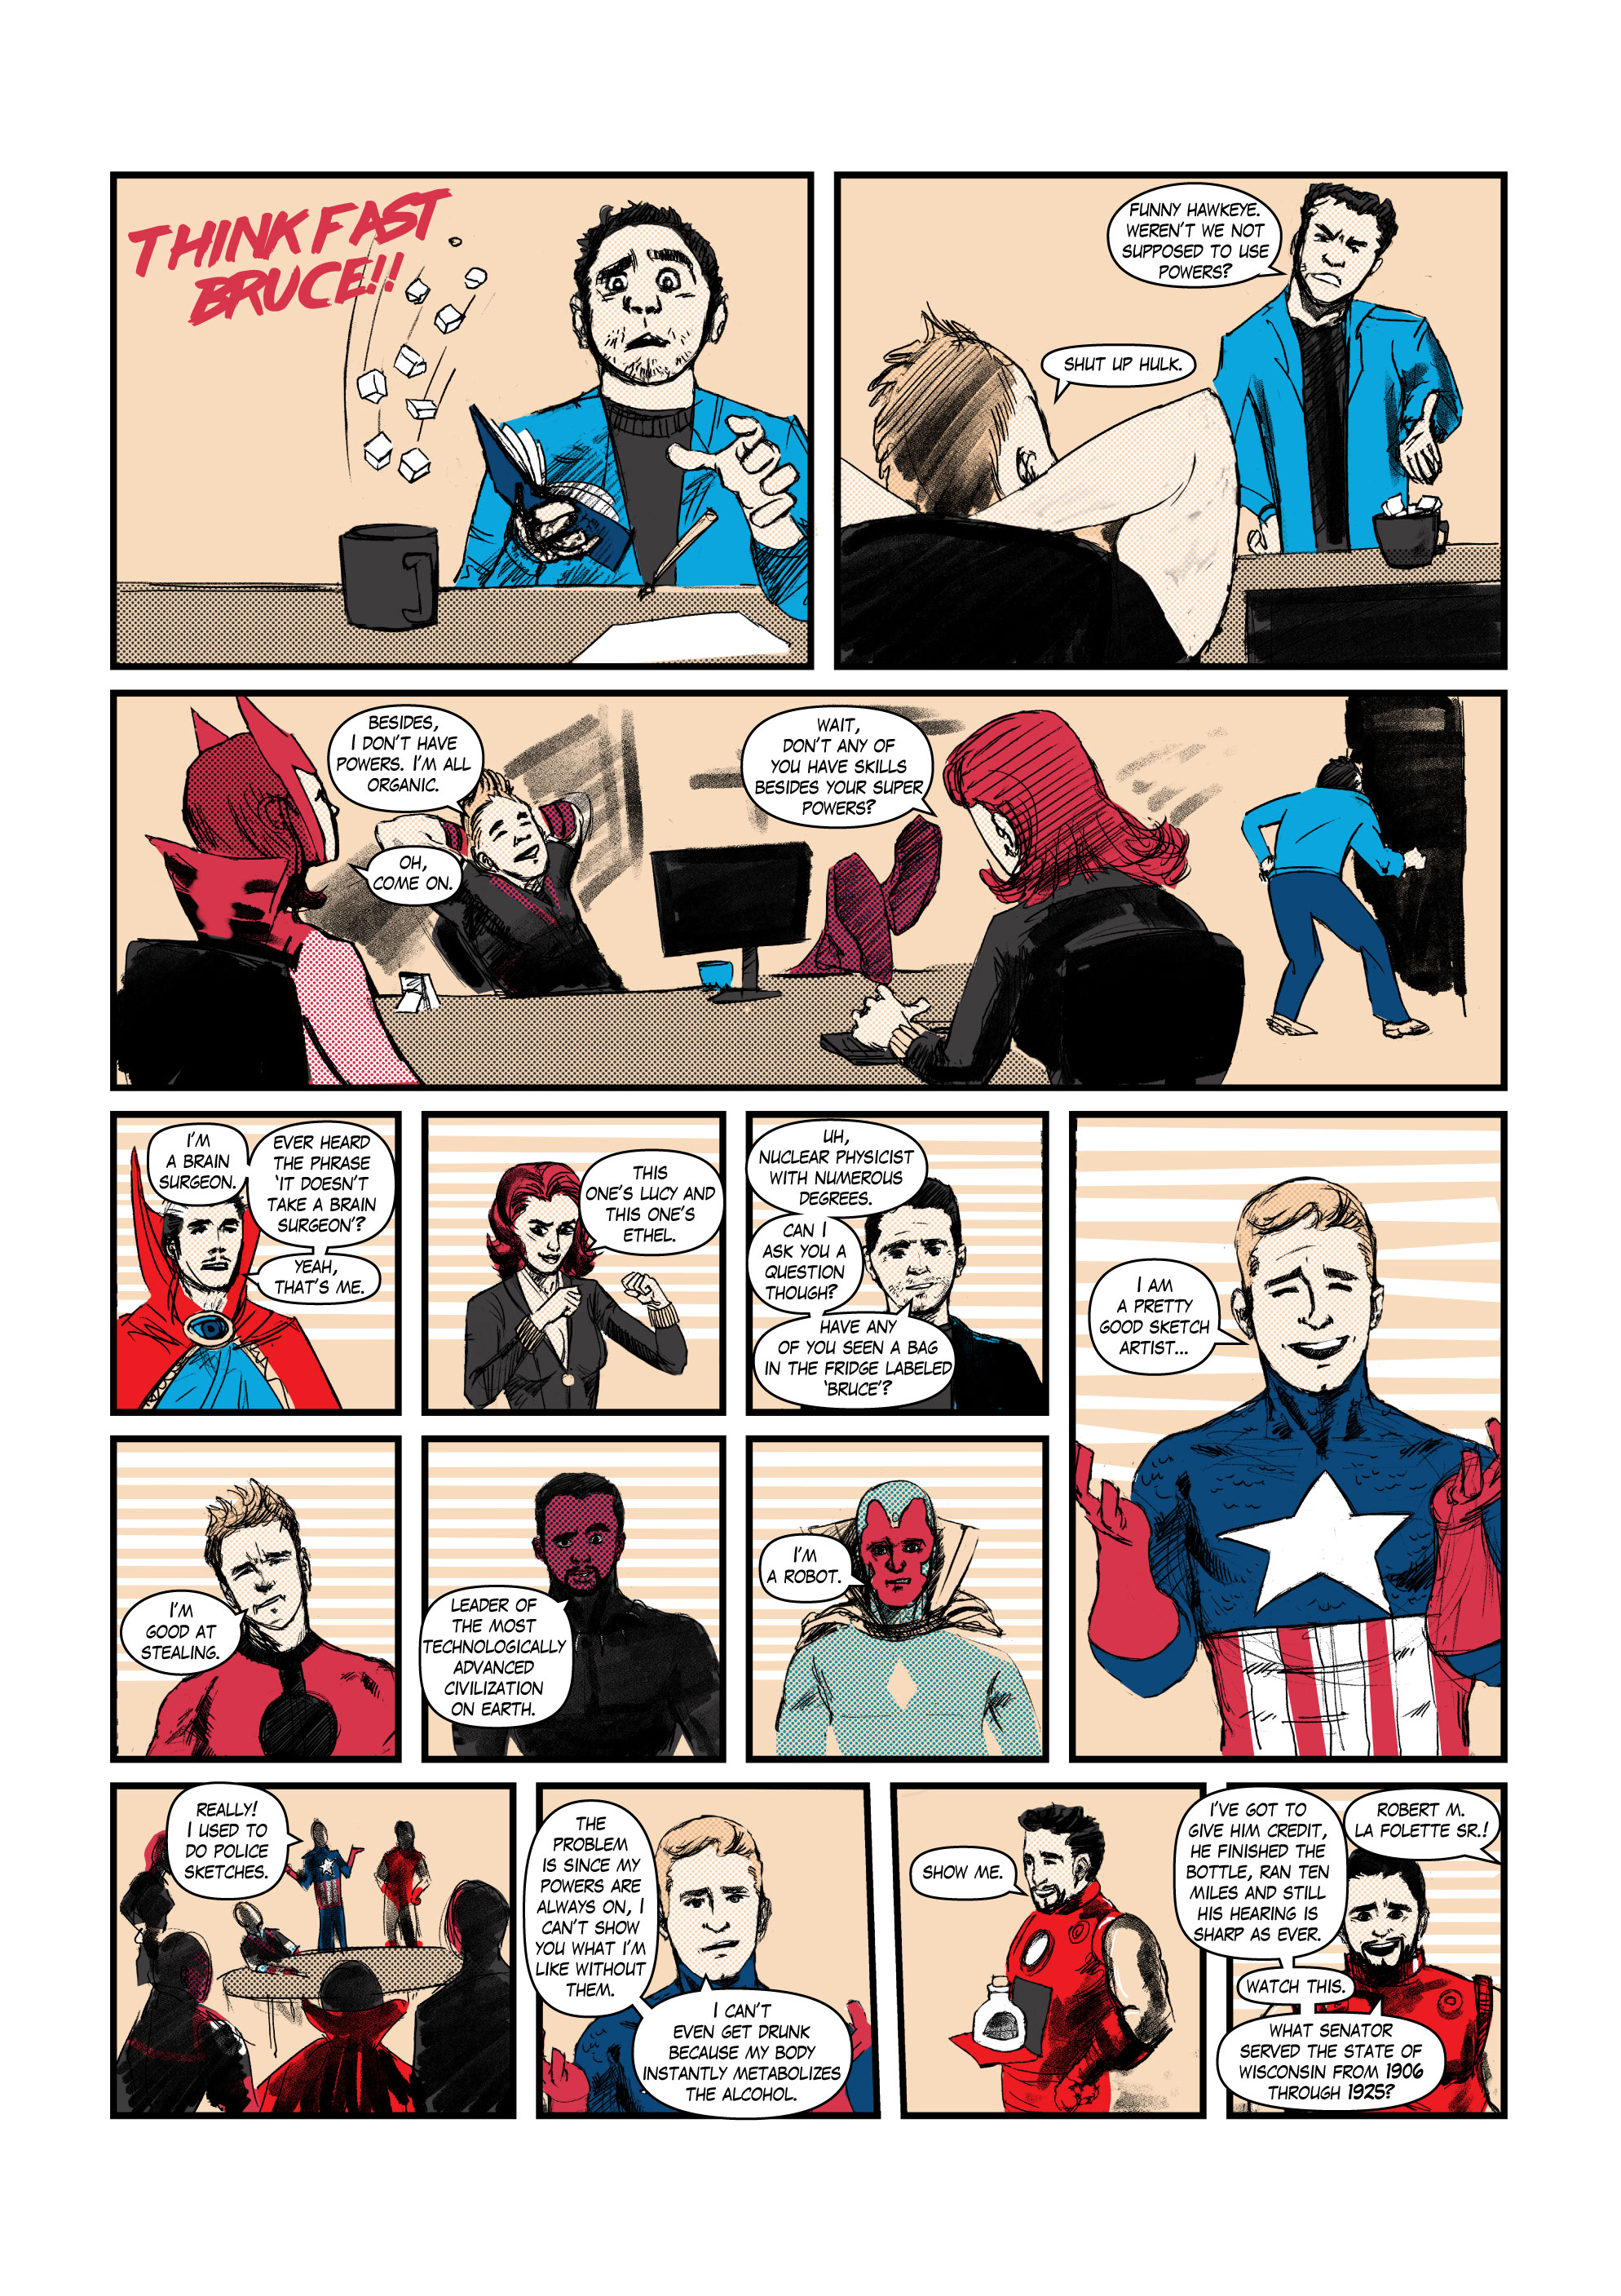 THINK FAST
BRUCE!!
FUNNY HAWKEYE.
WEREN'T WE NOT
SUPPOSED TO USE
POWERS?
SHUT UP HULK.
BESIDES,
I DON'T HAVE
POWERS. I'M ALL
ORGANIC.
OH,
COME ON.
WAIT,
DON'T ANY OF
YOU HAVE SKILLS
BESIDES YOUR SUPER
POWERS?
I'M
A BRAIN
SURGEON.
EVER HEARD
THE PHRASE
'IT DOESN'T
TAKE A BRAIN
SURGEON'?
YEAH,
THAT'S ME.
THIS
ONE'S LUCY AND
THIS ONE'S
ETHEL.
UH,
NUCLEAR PHYSICIST
WITH NUMEROUS
DEGREES.
CAN I
ASK YOU A
QUESTION
THOUGH?
HAVE ANY
OF YOU SEEN A BAG
IN THE FRIDGE LABELED
'BRUCE'?
I AM
A PRETTY
GOOD SKETCH
ARTIST...
I'M
GOOD AT
STEALING.
LEADER OF
THE MOST
TECHNOLOGICALLY
ADVANCED
CIVILIZATION
ON EARTH.
I'M
A ROBOT.
REALLY!
I USED TO
DO POLICE
SKETCHES.
THE
PROBLEM
IS SINCE MY
POWERS ARE
ALWAYS ON, I
CAN'T SHOW
YOU WHAT I'M
LIKE WITHOUT
THEM.
I CAN'T
EVEN GET DRUNK
BECAUSE MY BODY
INSTANTLY METABOLIZES
THE ALCOHOL.
SHOW ME.
I'VE GOT TO
GIVE HIM CREDIT,
HE FINISHED THE
BOTTLE, RAN TEN
MILES AND STILL
HIS HEARING IS
SHARP AS EVER.
WATCH THIS.
WHAT SENATOR
SERVED THE STATE OF
WISCONSIN FROM 1906
THROUGH 1925?
ROBERT M.
LA FOLETTE SR.!